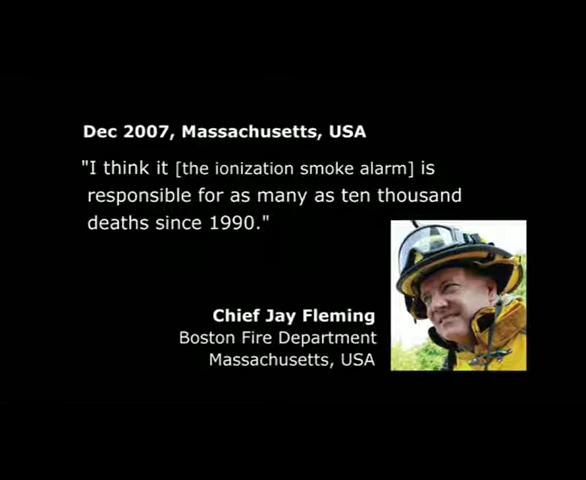 Dec 2007, Massachusetts, USA
"I think it [the ionization smoke alarm] is
responsible for as many as ten thousand
deaths since 1990."
Chief Jay Fleming
Boston Fire Department
Massachusetts, USA